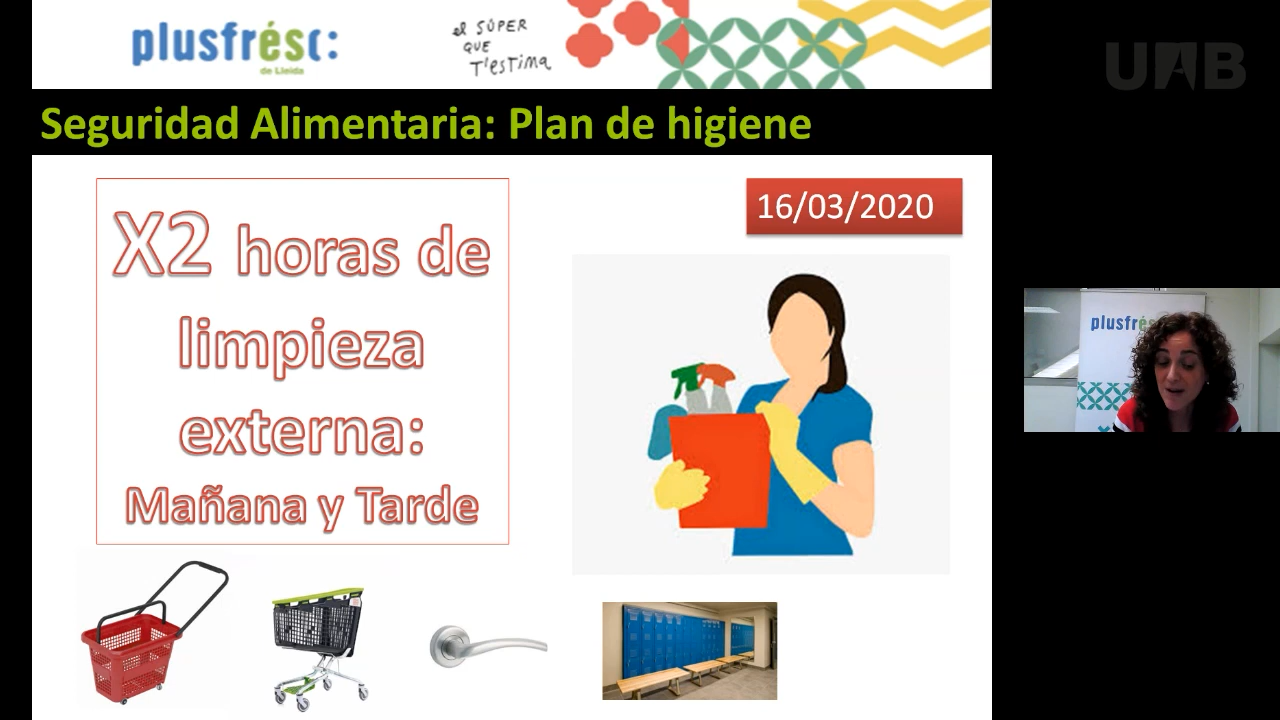 plusfrésc:
de Lleida
el SÚPER
QUE
T'ESTIMA
UAB
Seguridad Alimentaria: Plan de higiene
X2 horas de
limpieza
externa:
Mañana y Tarde
16/03/2020
plusfrés